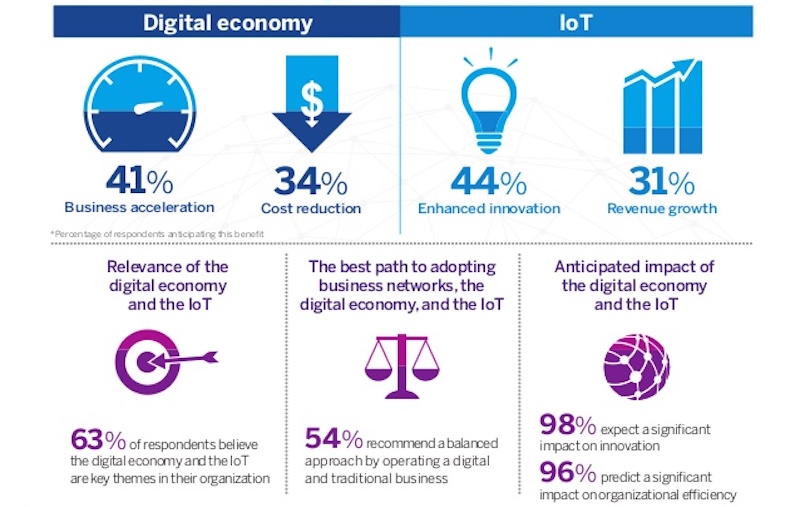 Digital economy
IoT
$
41%
Business acceleration
34%
Cost reduction
44%
Enhanced innovation
31%
Revenue growth
*Percentage of respondents anticipating this benefit
Relevance of the
digital economy
and the IoT
63% of respondents believe
the digital economy and the IoT
are key themes in their organization
The best path to adopting
business networks, the
digital economy, and the IoT
54% recommend a balanced
approach by operating a digital
and traditional business
Anticipated impact of
the digital economy
and the IoT
98% expect a significant
impact on innovation
96% predict a significant
impact on organizational efficiency